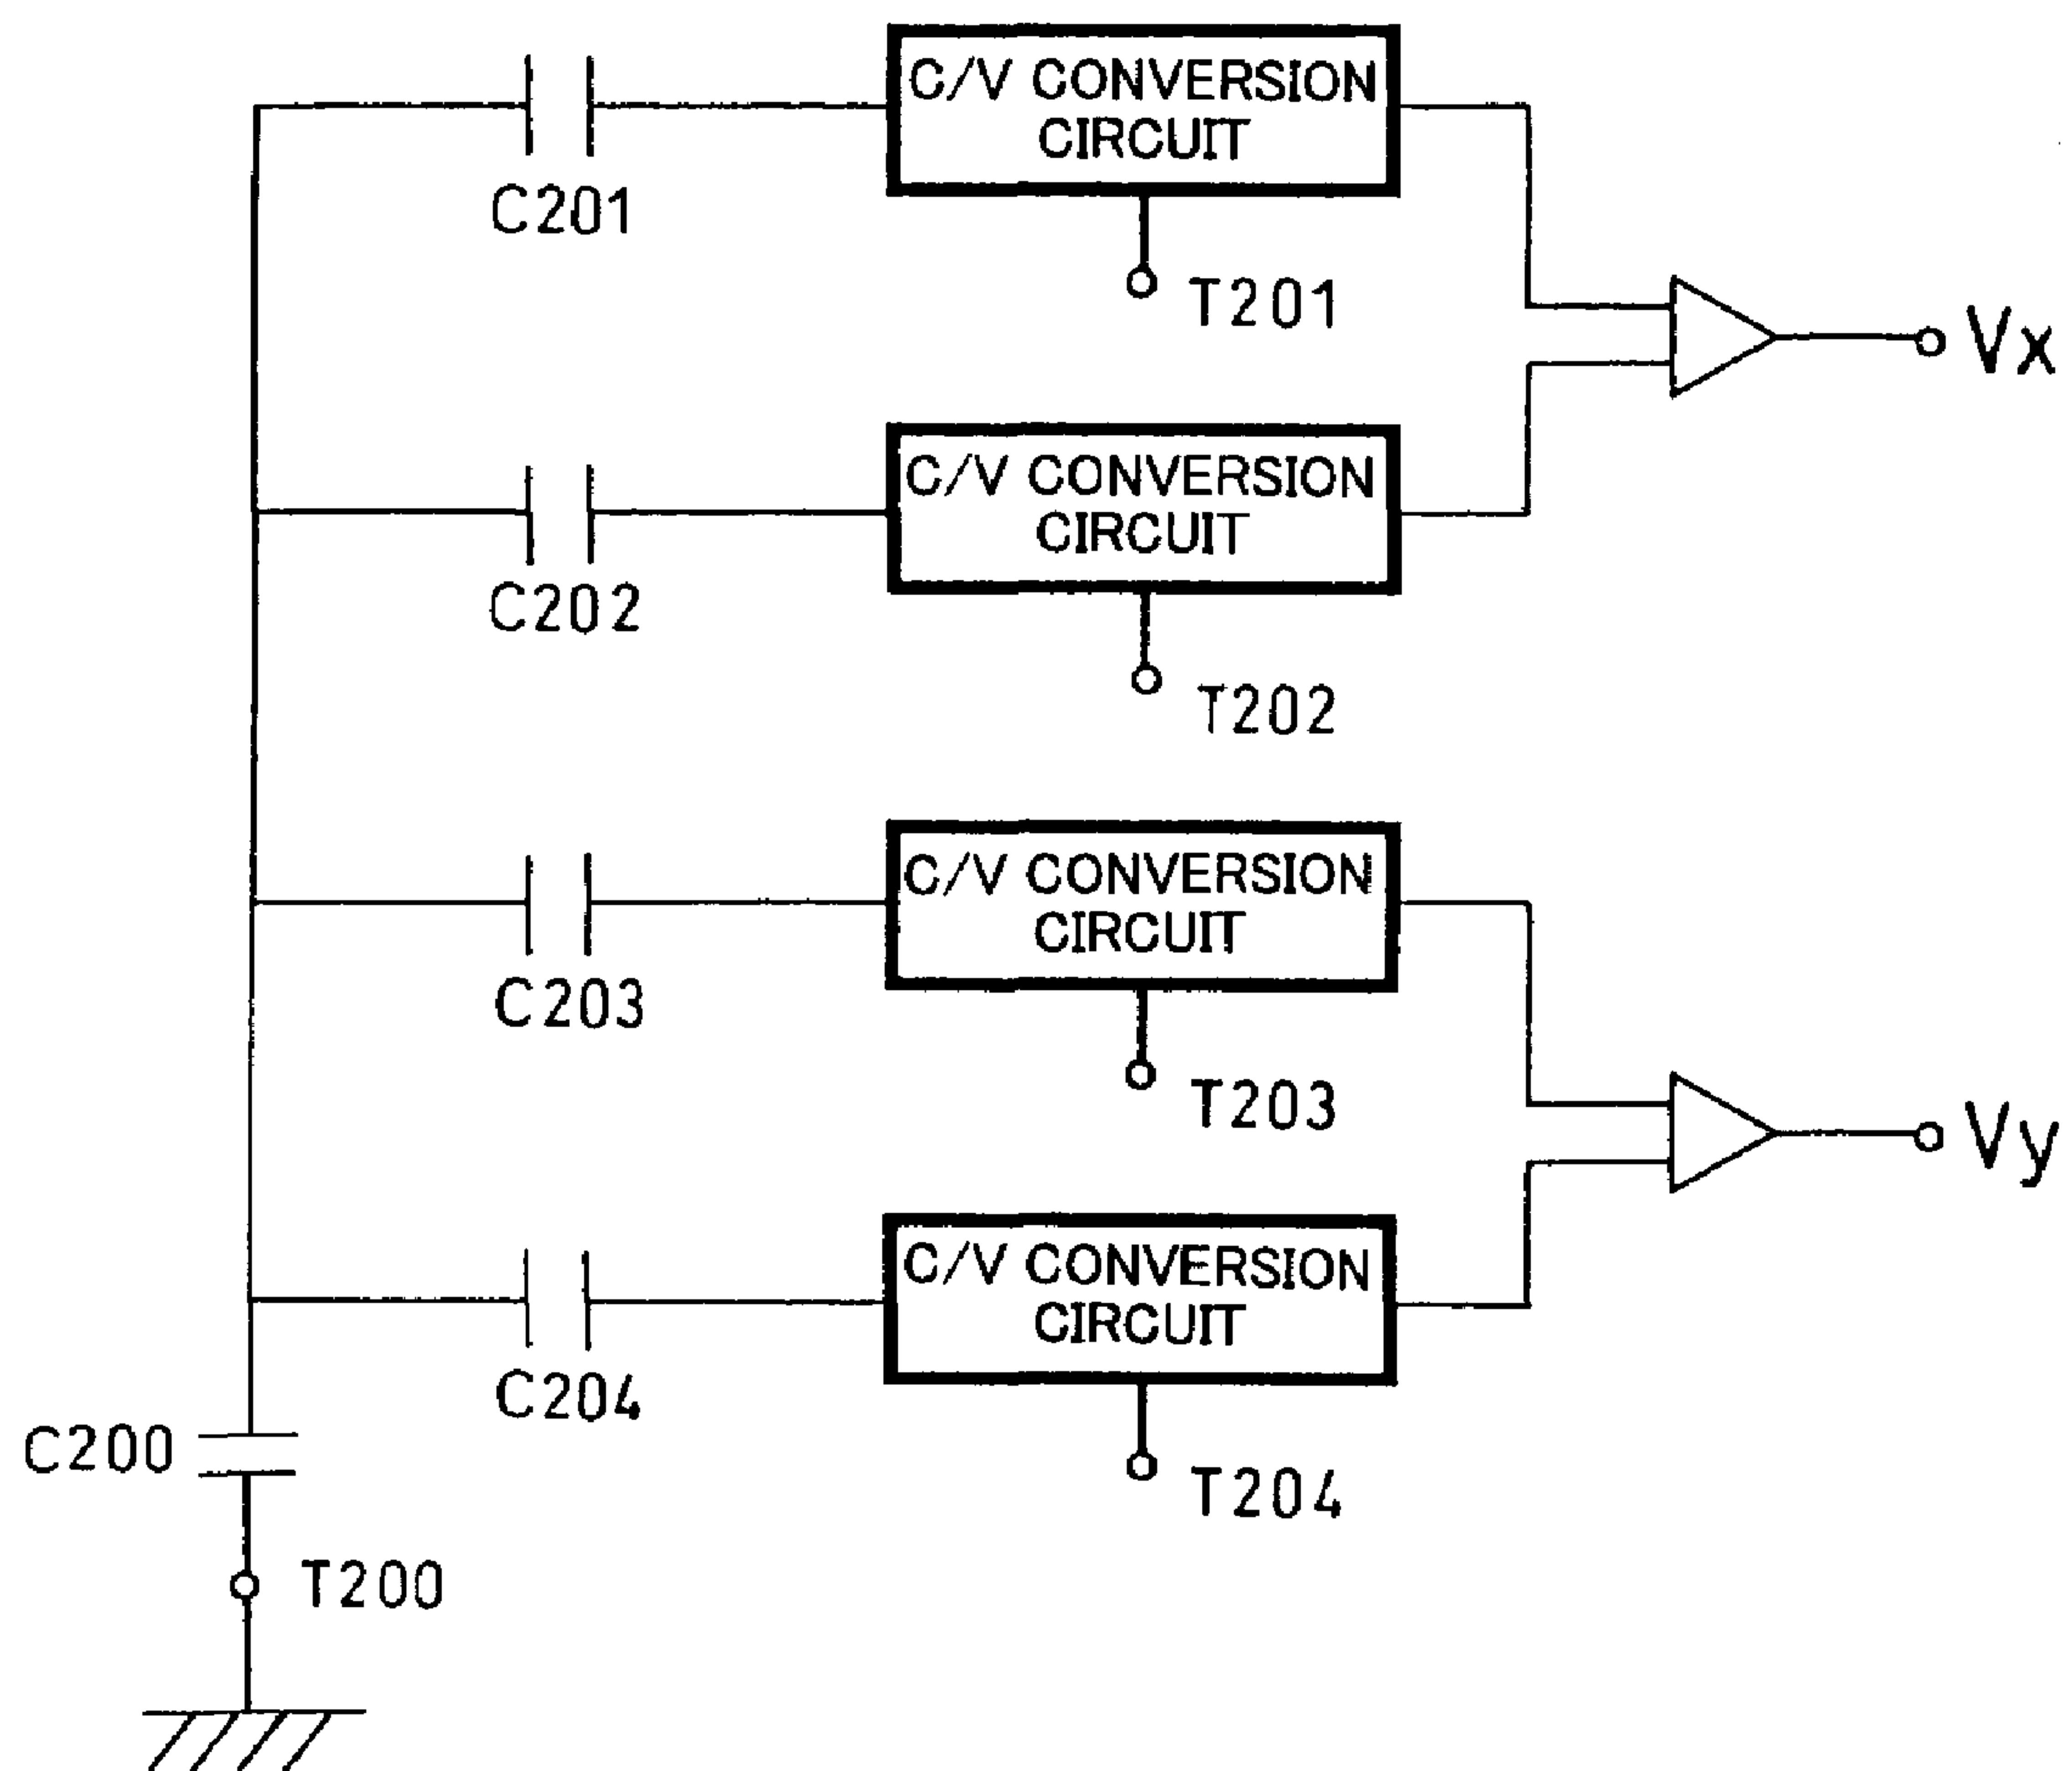 C/V CONVERSION
CIRCUIT
C201
T201
Vx
C/V CONVERSION
CIRCUIT
C202
T202
C/V CONVERSION
CIRCUIT
C203
T203
Vy
C/V CONVERSION
CIRCUIT
C204
C200
T204
T200